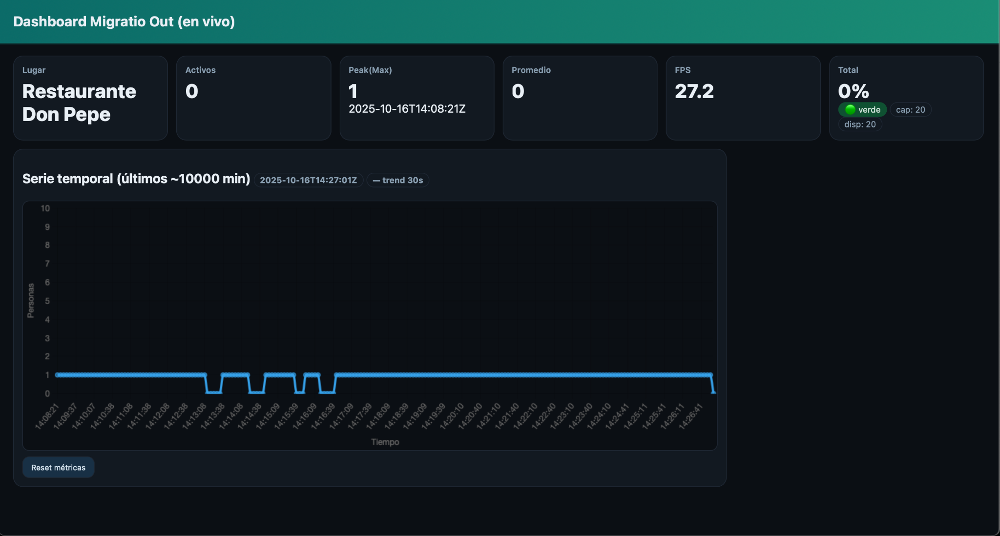 Dashboard Migratio Out (en vivo)
Lugar
Restaurante
Don Pepe
Activos
0
Peak(Max)
1
2025-10-16T14:08:21Z
Promedio
0
FPS
27.2
Total
0%
verde
cap: 20
disp: 20
Serie temporal (últimos ~10000 min)
2025-10-16T14:27:01Z
— trend 30s
Personas
10
9
8
7
6
5
4
3
2
1
0
14:08:21
14:09:37
14:10:07
14:10:38
14:11:08
14:11:38
14:12:08
14:12:38
14:13:08
14:13:38
14:14:08
14:14:38
14:15:09
14:15:39
14:16:09
14:16:39
14:17:09
14:17:39
14:18:09
14:18:39
14:19:09
14:19:39
14:20:10
14:20:40
14:21:10
14:21:40
14:22:10
14:22:40
14:23:10
14:23:40
14:24:10
14:24:41
14:25:11
14:25:41
14:26:11
14:26:41
Tiempo
Reset métricas